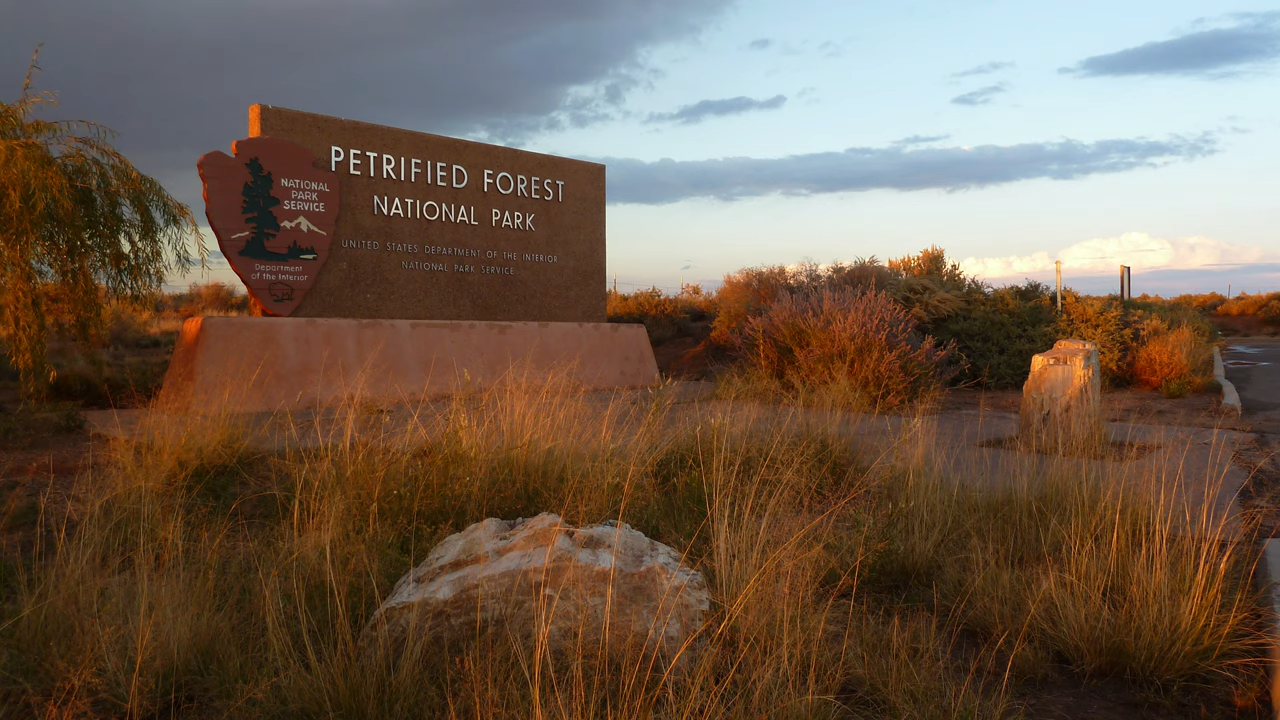 PETRIFIED FOREST
NATIONAL PARK
UNITED STATES DEPARTMENT OF THE INTERIOR
NATIONAL PARK SERVICE
NATIONAL
PARK
SERVICE
Department
of the Interior